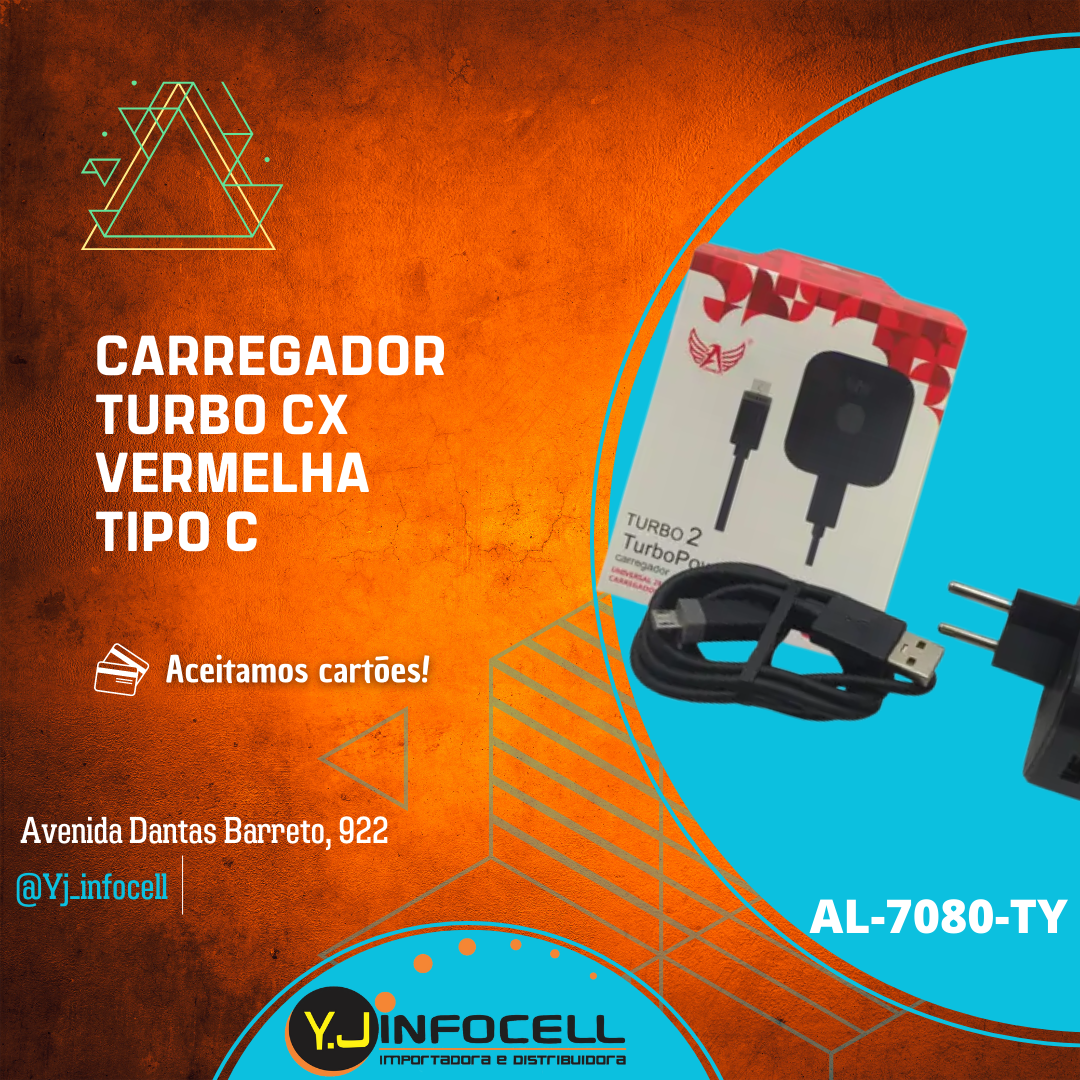 CARREGADOR
TURBO CX
VERMELHA
TIPO C
Aceitamos cartões!
Avenida Dantas Barreto, 922
@Yj_infocell
A
TURBO 2
carregador
AL-7080-TY
Y.J INFOCELL
IMPORTADORA E DISTRIBUIDORA